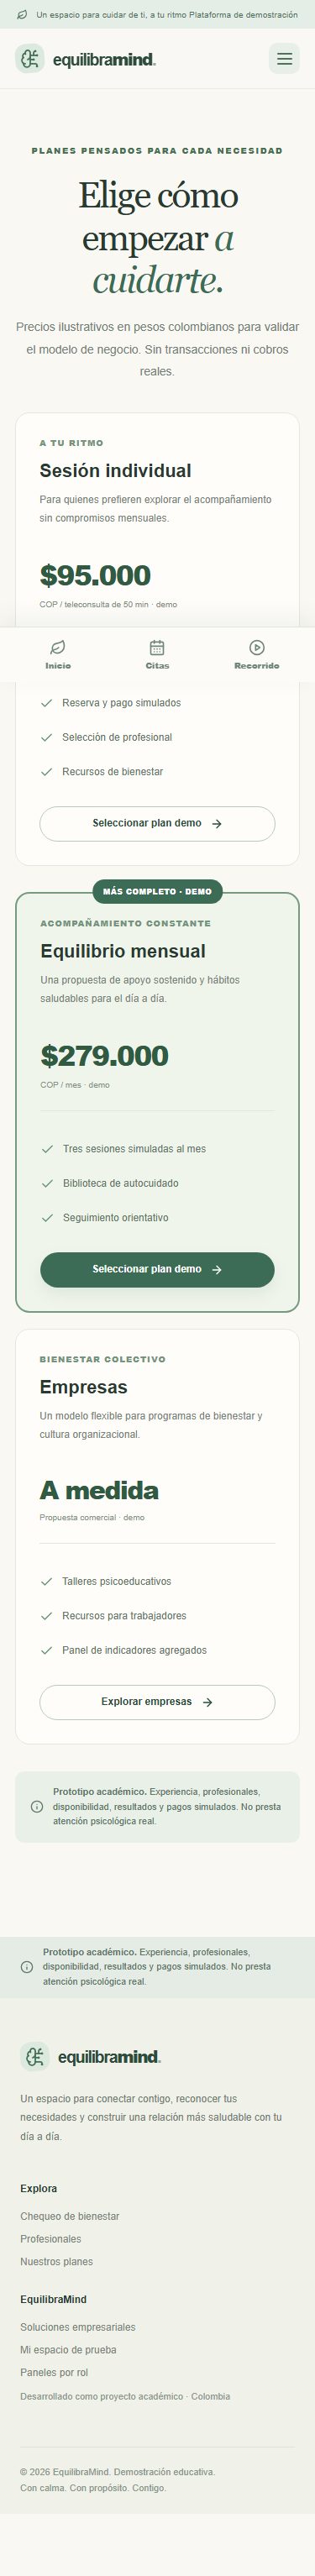 Un espacio para cuidar de ti, a tu ritmo Plataforma de demostración
equilibramind.
PLANES PENSADOS PARA CADA NECESIDAD
Elige cómo
empezar a
cuidarte.
Precios ilustrativos en pesos colombianos para validar
el modelo de negocio. Sin transacciones ni cobros
reales.
A TU RITMO
Sesión individual
Para quienes prefieren explorar el acompañamiento
sin compromisos mensuales.
$95.000
COP / teleconsulta de 50 min · demo
Inicio Citas Recorrido
Reserva y pago simulados
Selección de profesional
Recursos de bienestar
Seleccionar plan demo
MÁS COMPLETO · DEMO
ACOMPAÑAMIENTO CONSTANTE
Equilibrio mensual
Una propuesta de apoyo sostenido y hábitos
saludables para el día a día.
$279.000
COP / mes · demo
Tres sesiones simuladas al mes
Biblioteca de autocuidado
Seguimiento orientativo
Seleccionar plan demo
BIENESTAR COLECTIVO
Empresas
Un modelo flexible para programas de bienestar y
cultura organizacional.
A medida
Propuesta comercial · demo
Talleres psicoeducativos
Recursos para trabajadores
Panel de indicadores agregados
Explorar empresas
Prototipo académico. Experiencia, profesionales,
disponibilidad, resultados y pagos simulados. No presta
atención psicológica real.
Prototipo académico. Experiencia, profesionales,
disponibilidad, resultados y pagos simulados. No presta
atención psicológica real.
equilibramind.
Un espacio para conectar contigo, reconocer tus
necesidades y construir una relación más saludable con tu
día a día.
Explora
Chequeo de bienestar
Profesionales
Nuestros planes
EquilibraMind
Soluciones empresariales
Mi espacio de prueba
Paneles por rol
Desarrollado como proyecto académico · Colombia
© 2026 EquilibraMind. Demostración educativa.
Con calma. Con propósito. Contigo.